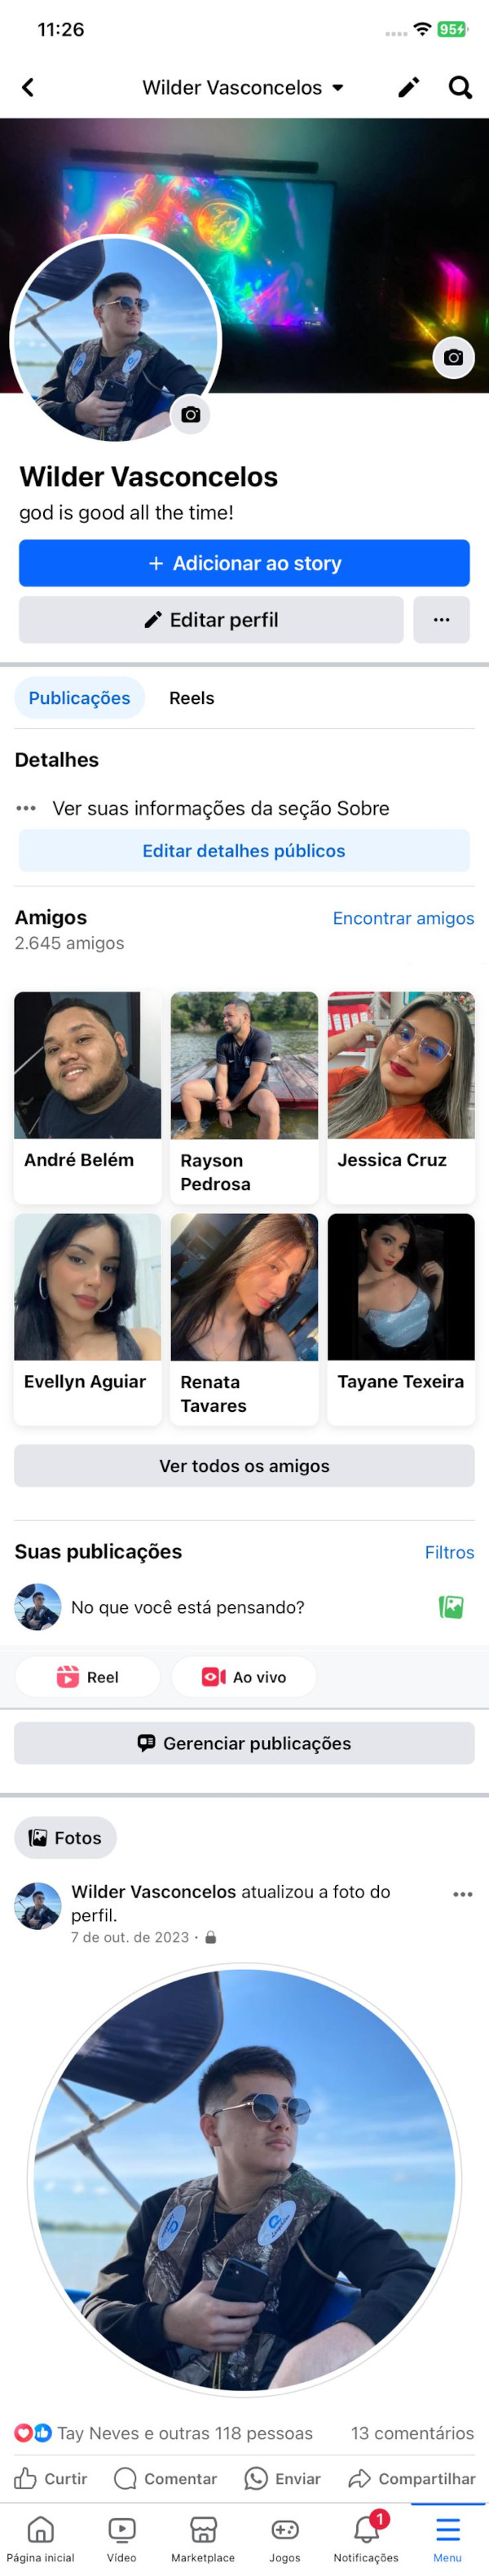 11:26
95
Wilder Vasconcelos
Wilder Vasconcelos
god is good all the time!
+ Adicionar ao story
Editar perfil
Publicações
Reels
Detalhes
Ver suas informações da seção Sobre
Editar detalhes públicos
Amigos
Encontrar amigos
2.645 amigos
André Belém
Rayson
Pedrosa
Jessica Cruz
Evellyn Aguiar
Renata
Tavares
Tayane Texeira
Ver todos os amigos
Suas publicações
Filtros
No que você está pensando?
Reel
Ao vivo
Gerenciar publicações
Fotos
Wilder Vasconcelos atualizou a foto do
perfil.
7 de out. de 2023 ·
Tay Neves e outras 118 pessoas
13 comentários
Curtir
Comentar
Enviar
Compartilhar
1
Página inicial
Vídeo
Marketplace
Jogos
Notificações
Menu